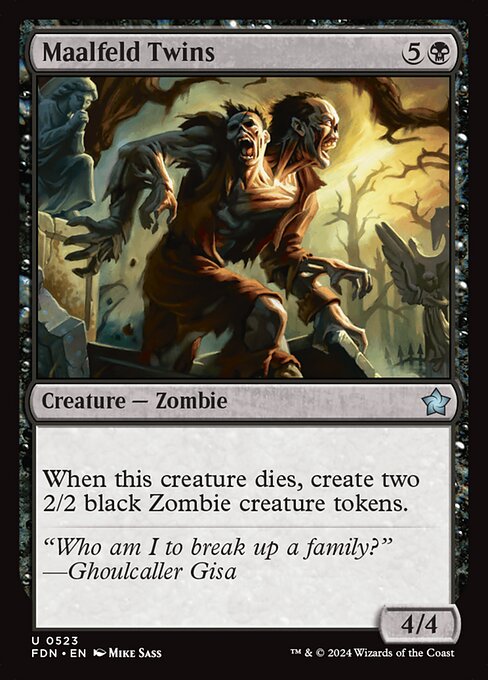 Maalfeld Twins 5
Creature — Zombie
When this creature dies, create two
2/2 black Zombie creature tokens.
“Who am I to break up a family?”
—Ghoulcaller Gisa
4/4
U 0523
FDN • EN Mike Sass
™ & © 2024 Wizards of the Coast